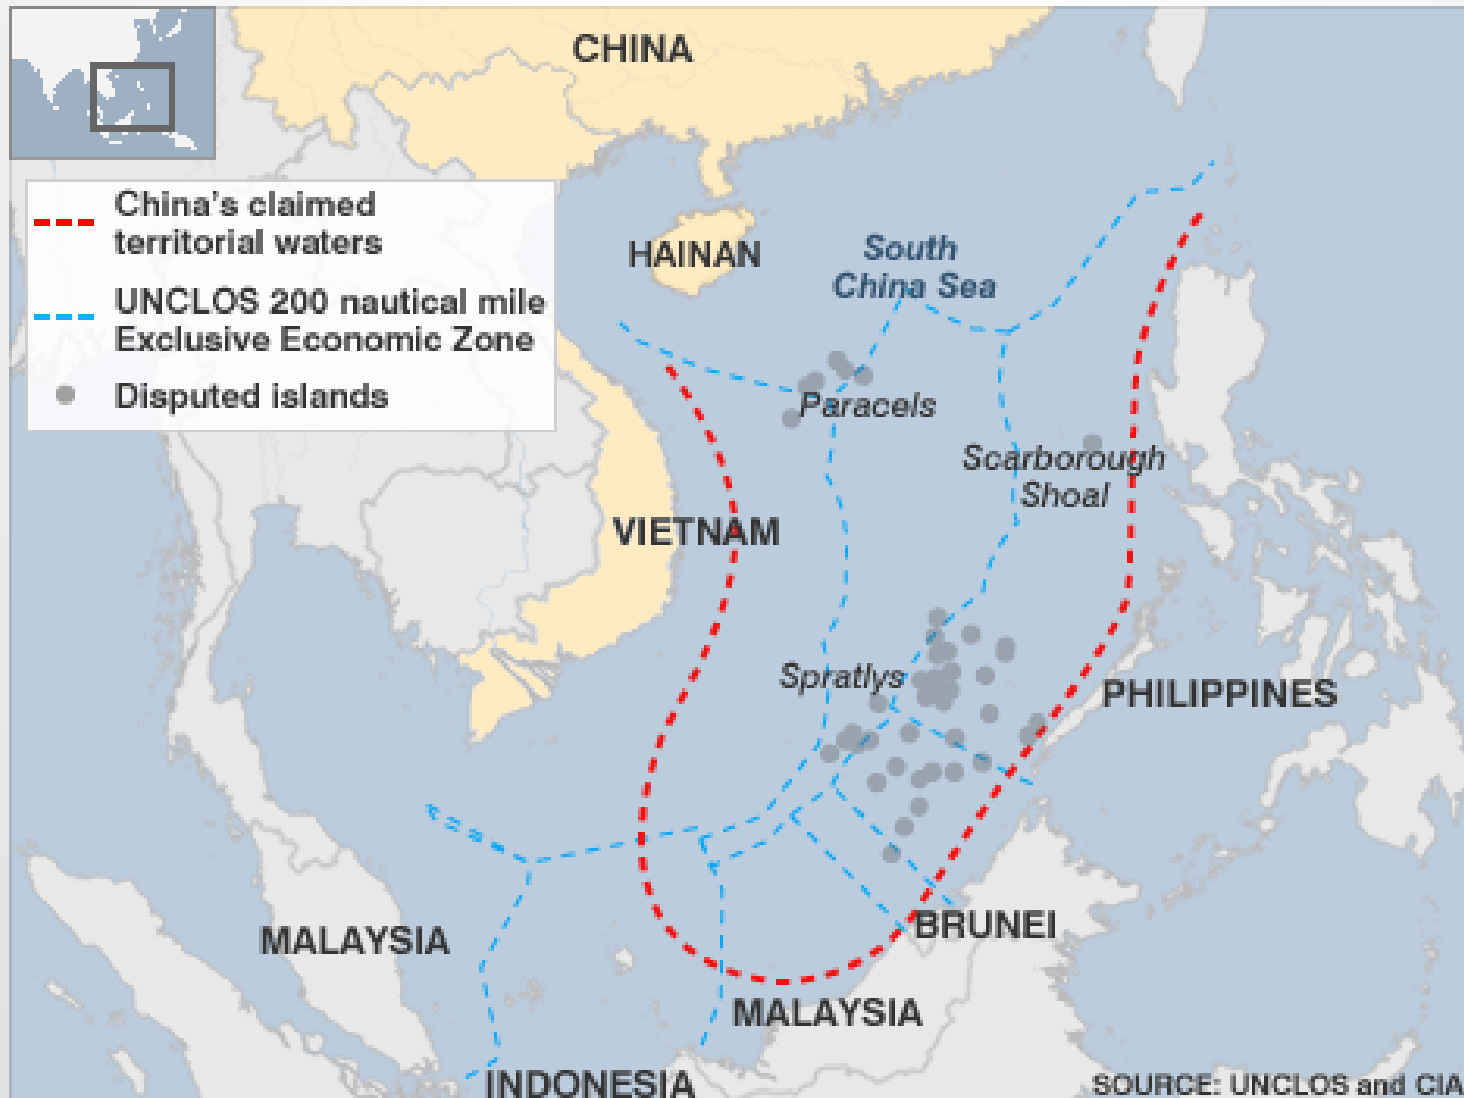 CHINA
China's claimed
territorial waters
UNCLOS 200 nautical mile
Exclusive Economic Zone
Disputed islands
HAINAN
South
China Sea
Paracels
Scarborough
Shoal
VIETNAM
Spratlys
PHILIPPINES
BRUNEI
MALAYSIA
MALAYSIA
INDONESIA
SOURCE: UNCLOS and CIA